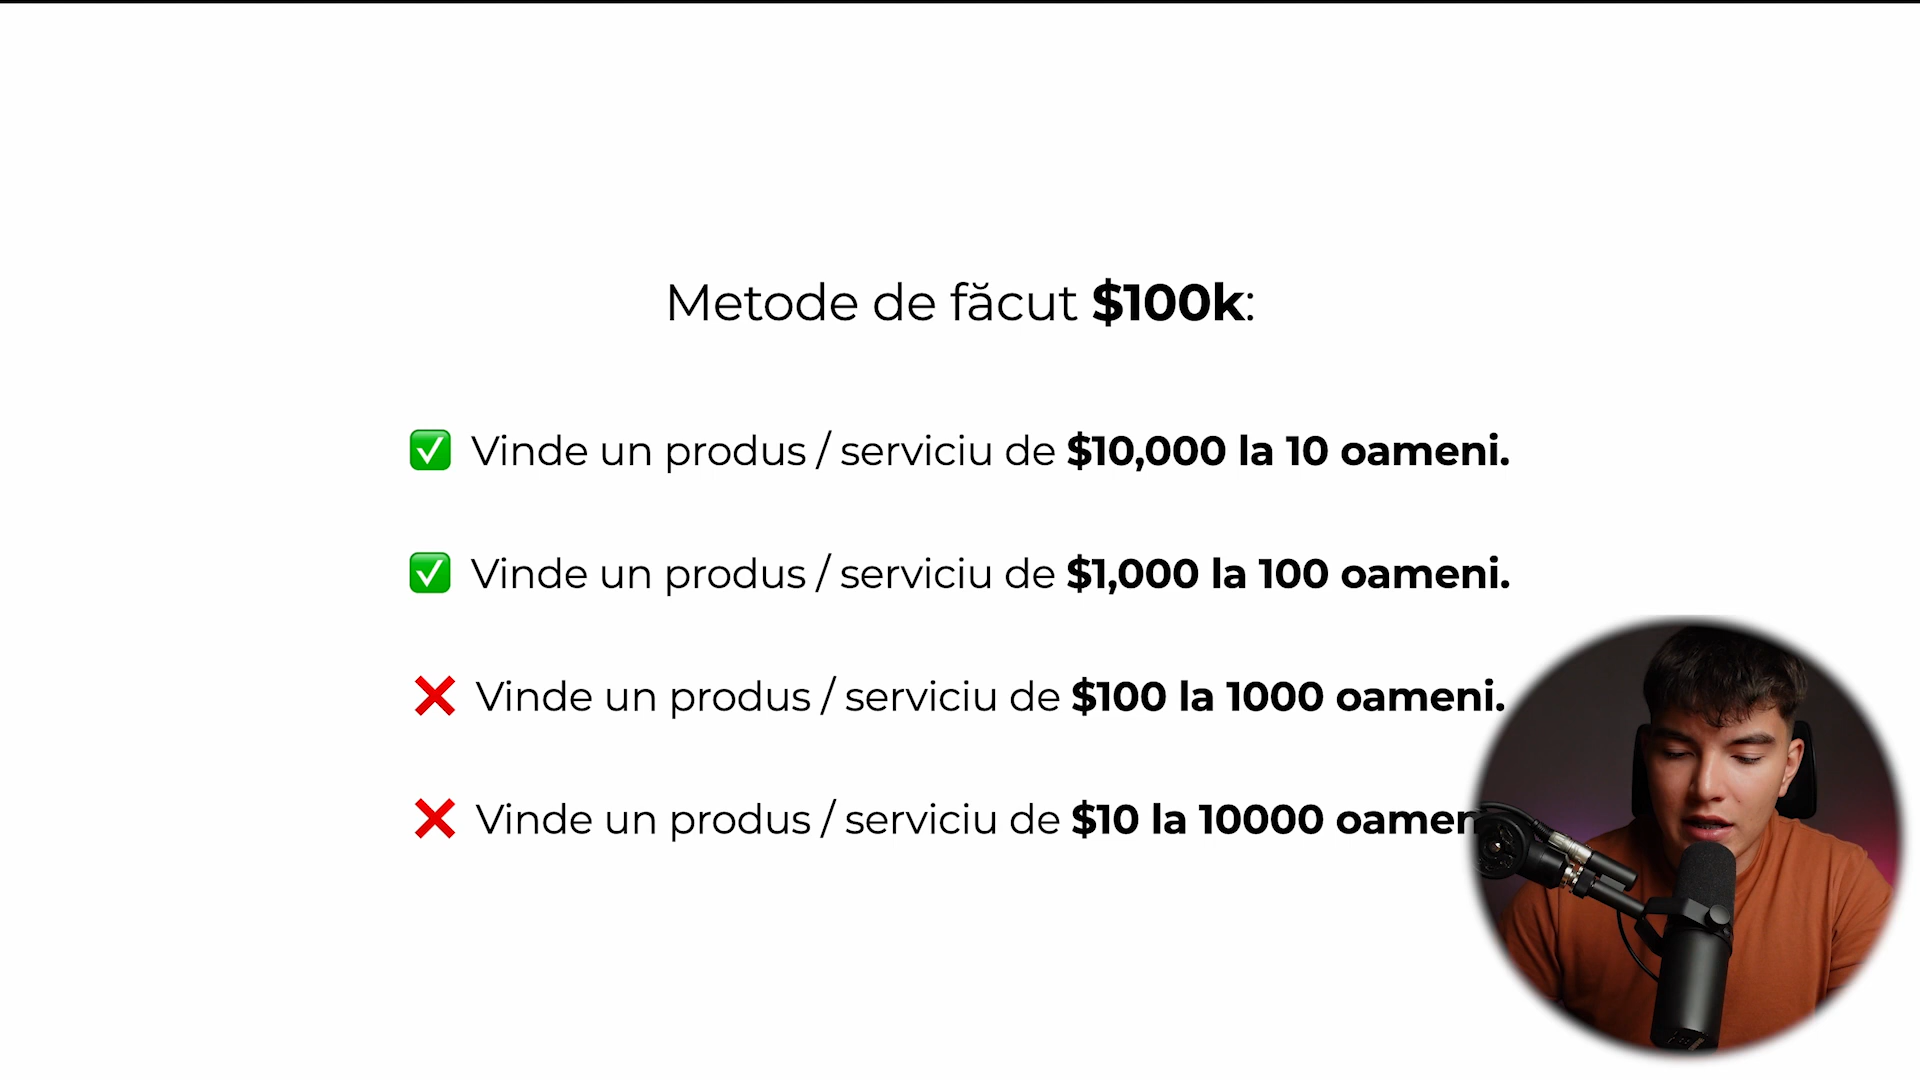 Metode de făcut $100k:
✅ Vinde un produs / serviciu de $10,000 la 10 oameni.
✅ Vinde un produs / serviciu de $1,000 la 100 oameni.
❌ Vinde un produs / serviciu de $100 la 1000 oameni.
❌ Vinde un produs / serviciu de $10 la 10000 oamen